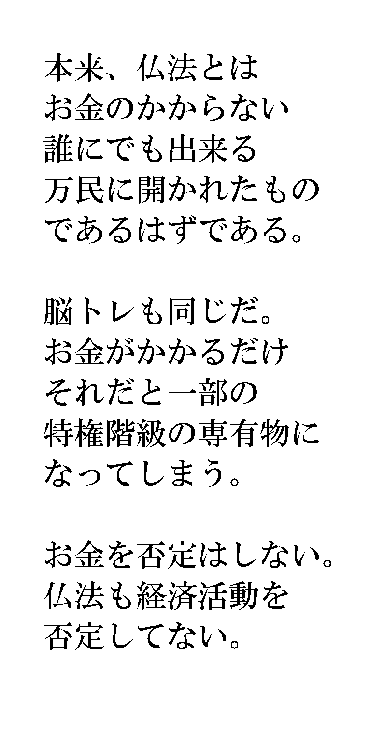 本来、仏法とは
お金のかからない
誰にでも出来る
万民に開かれたもの
であるはずである。
脳トレも同じだ。
お金がかかるだけ
それだと一部の
特権階級の専有物に
なってしまう。
お金を否定はしない。
仏法も経済活動を
否定してない。